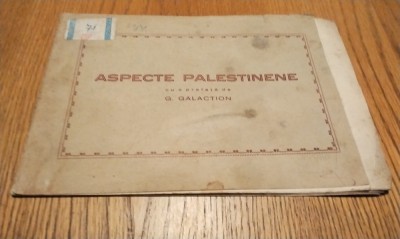 ASPECTE PALESTINENE
G. GALACTION